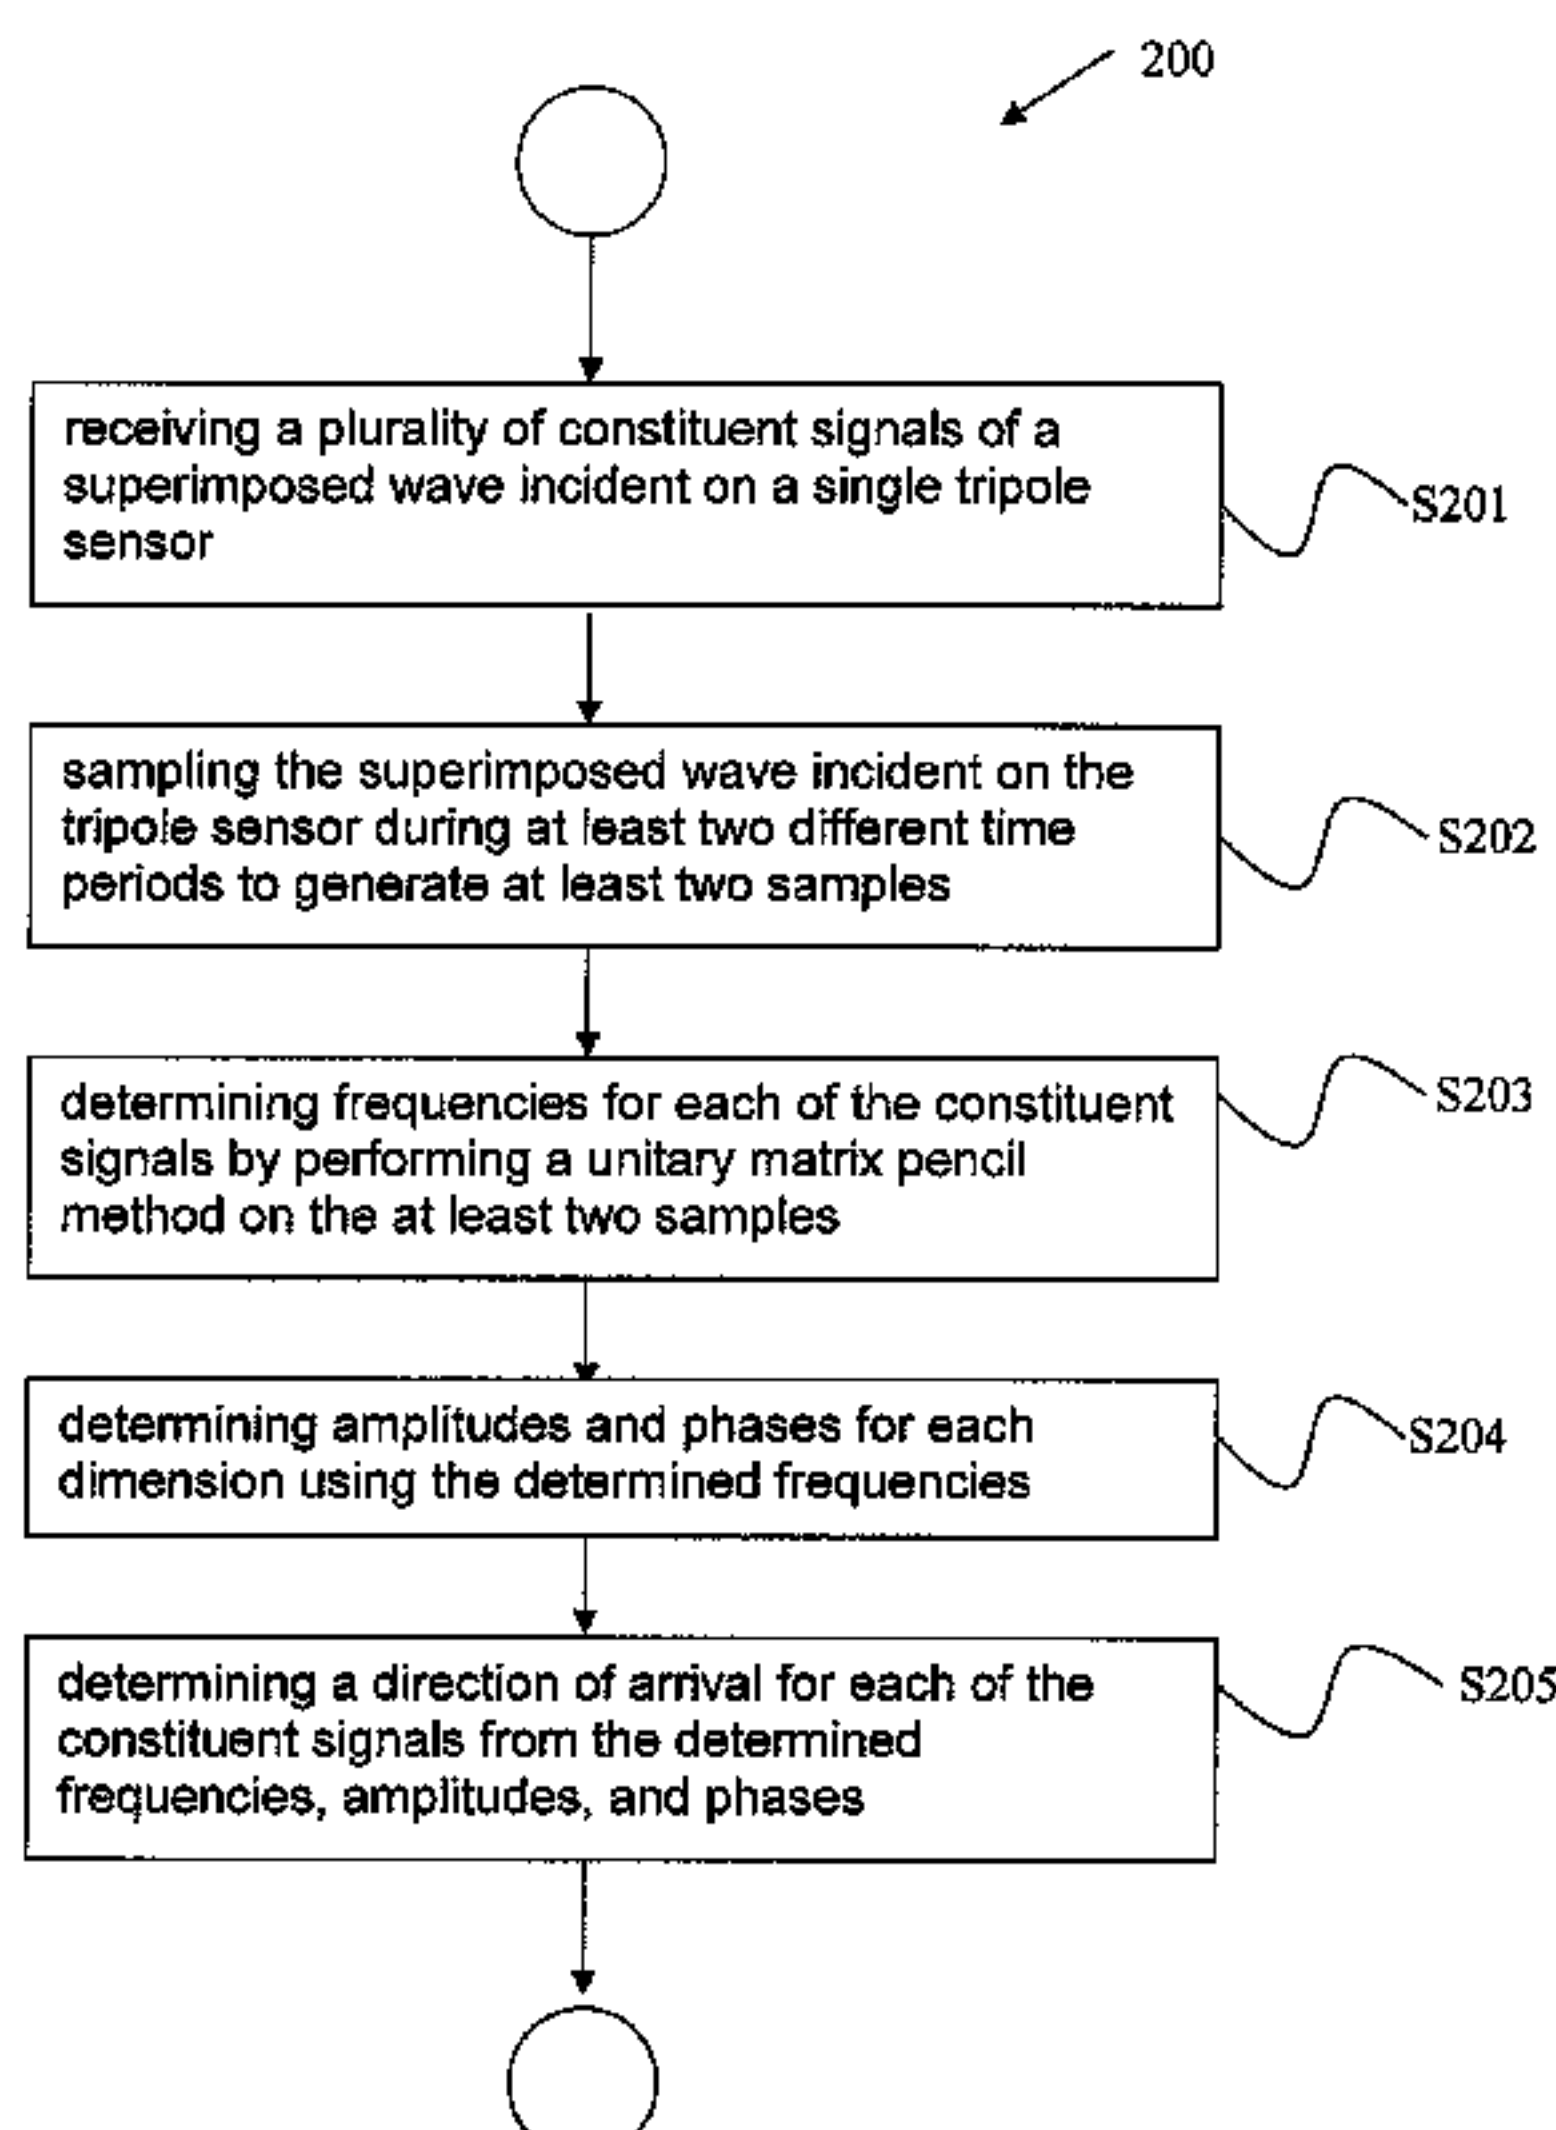 200
receiving a plurality of constituent signals of a
superimposed wave incident on a single tripole
sensor
S201
sampling the superimposed wave incident on the
tripole sensor during at least two different time
periods to generate at least two samples
S202
determining frequencies for each of the constituent
signals by performing a unitary matrix pencil
method on the at least two samples
S203
determining amplitudes and phases for each
dimension using the determined frequencies
S204
determining a direction of arrival for each of the
constituent signals from the determined
frequencies, amplitudes, and phases
S205